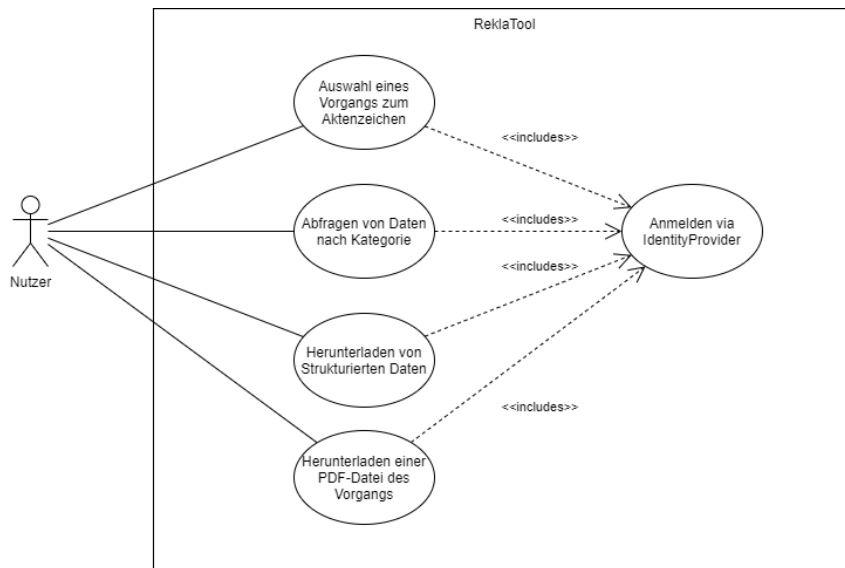 ReklaTool
Auswahl eines
Vorgangs zum
Aktenzeichen
<<includes>>
Abfragen von Daten
nach Kategorie
<<includes>>
Anmelden via
IdentityProvider
Nutzer
<<includes>>
Herunterladen von
Strukturierten Daten
<<includes>>
Herunterladen einer
PDF-Datei des
Vorgangs